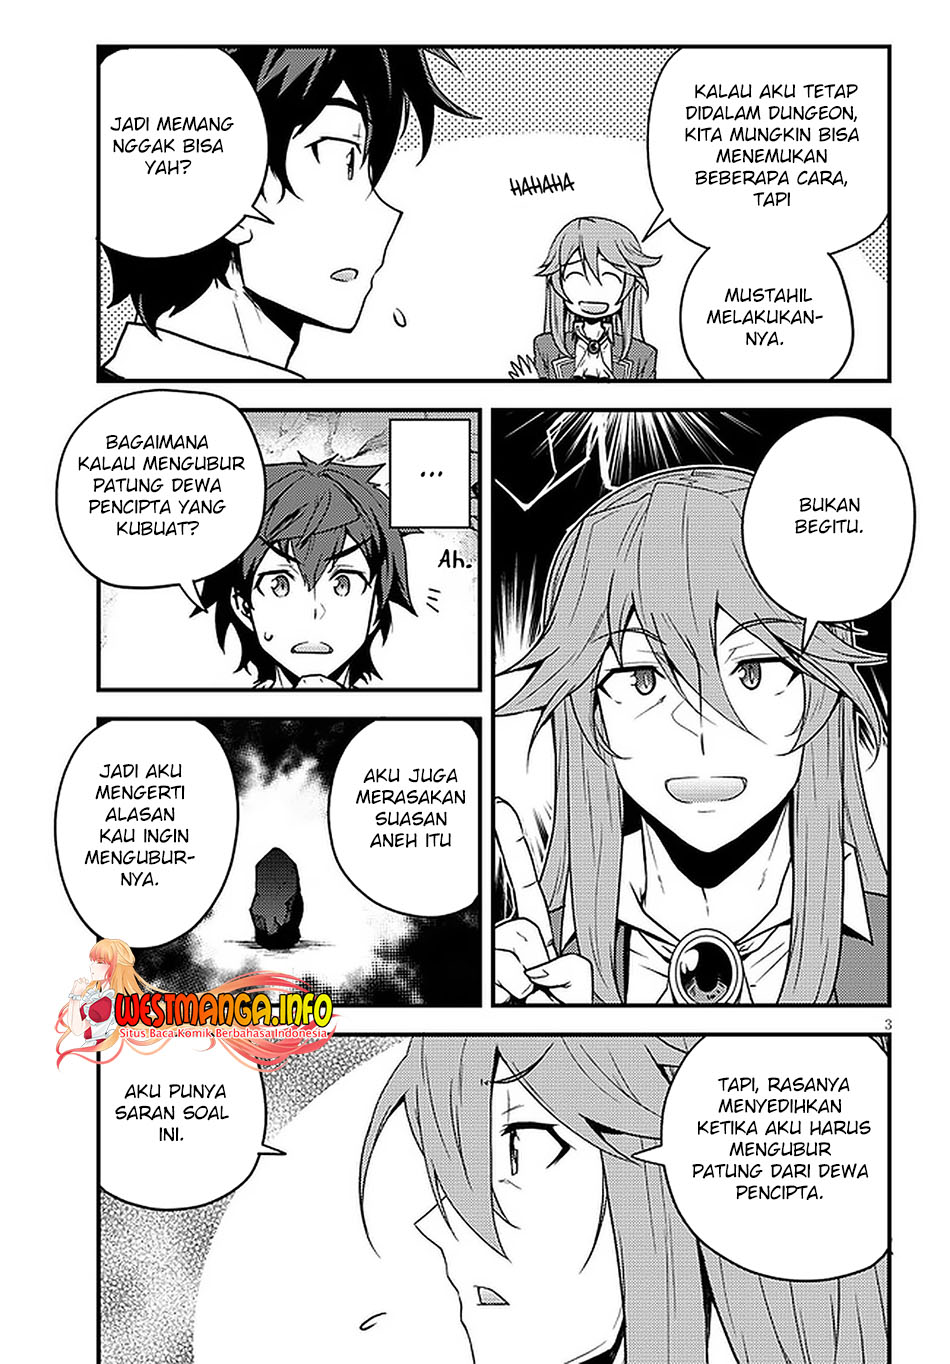 KALAU AKU TETAP
DIDALAM DUNGEON,
KITA MUNGKIN BISA
MENEMUKAN
BEBERAPA CARA,
TAPI
MUSTAHIL
MELAKUKAN-
NYA.
HAHAHA
JADI MEMANG
NGGAK BISA
YAH?
BUKAN
BEGITU.
...
Ah.
BAGAIMANA
KALAU MENGUBUR
PATUNG DEWA
PENCIPTA YANG
KUBUAT?
AKU JUGA
MERASAKAN
SUASAN
ANEH ITU
JADI AKU
MENGERTI
ALASAN
KAU INGIN
MENGUBUR-
NYA.
WESTMANGA.INFO
Situs Baca Komik Berbahasa Indonesia
3
TAPI, RASANYA
MENYEDIHKAN
KETIKA AKU HARUS
MENGUBUR
PATUNG DARI DEWA
PENCIPTA.
AKU PUNYA
SARAN SOAL
INI.